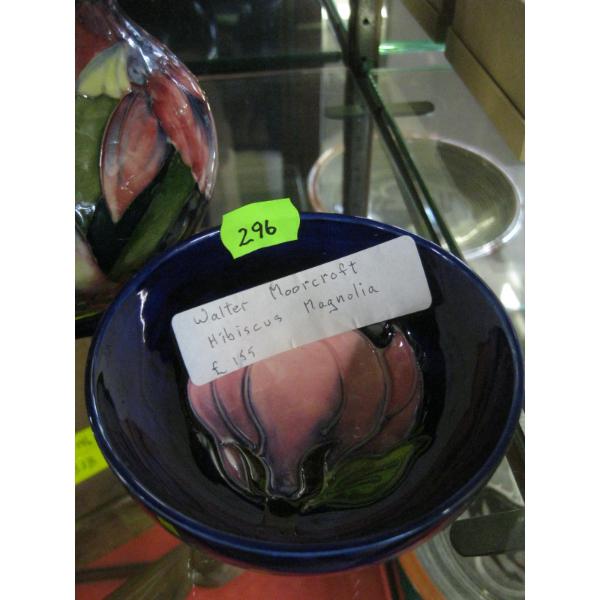 296
Walter Moorcroft
Hibiscus Magnolia
£ 155